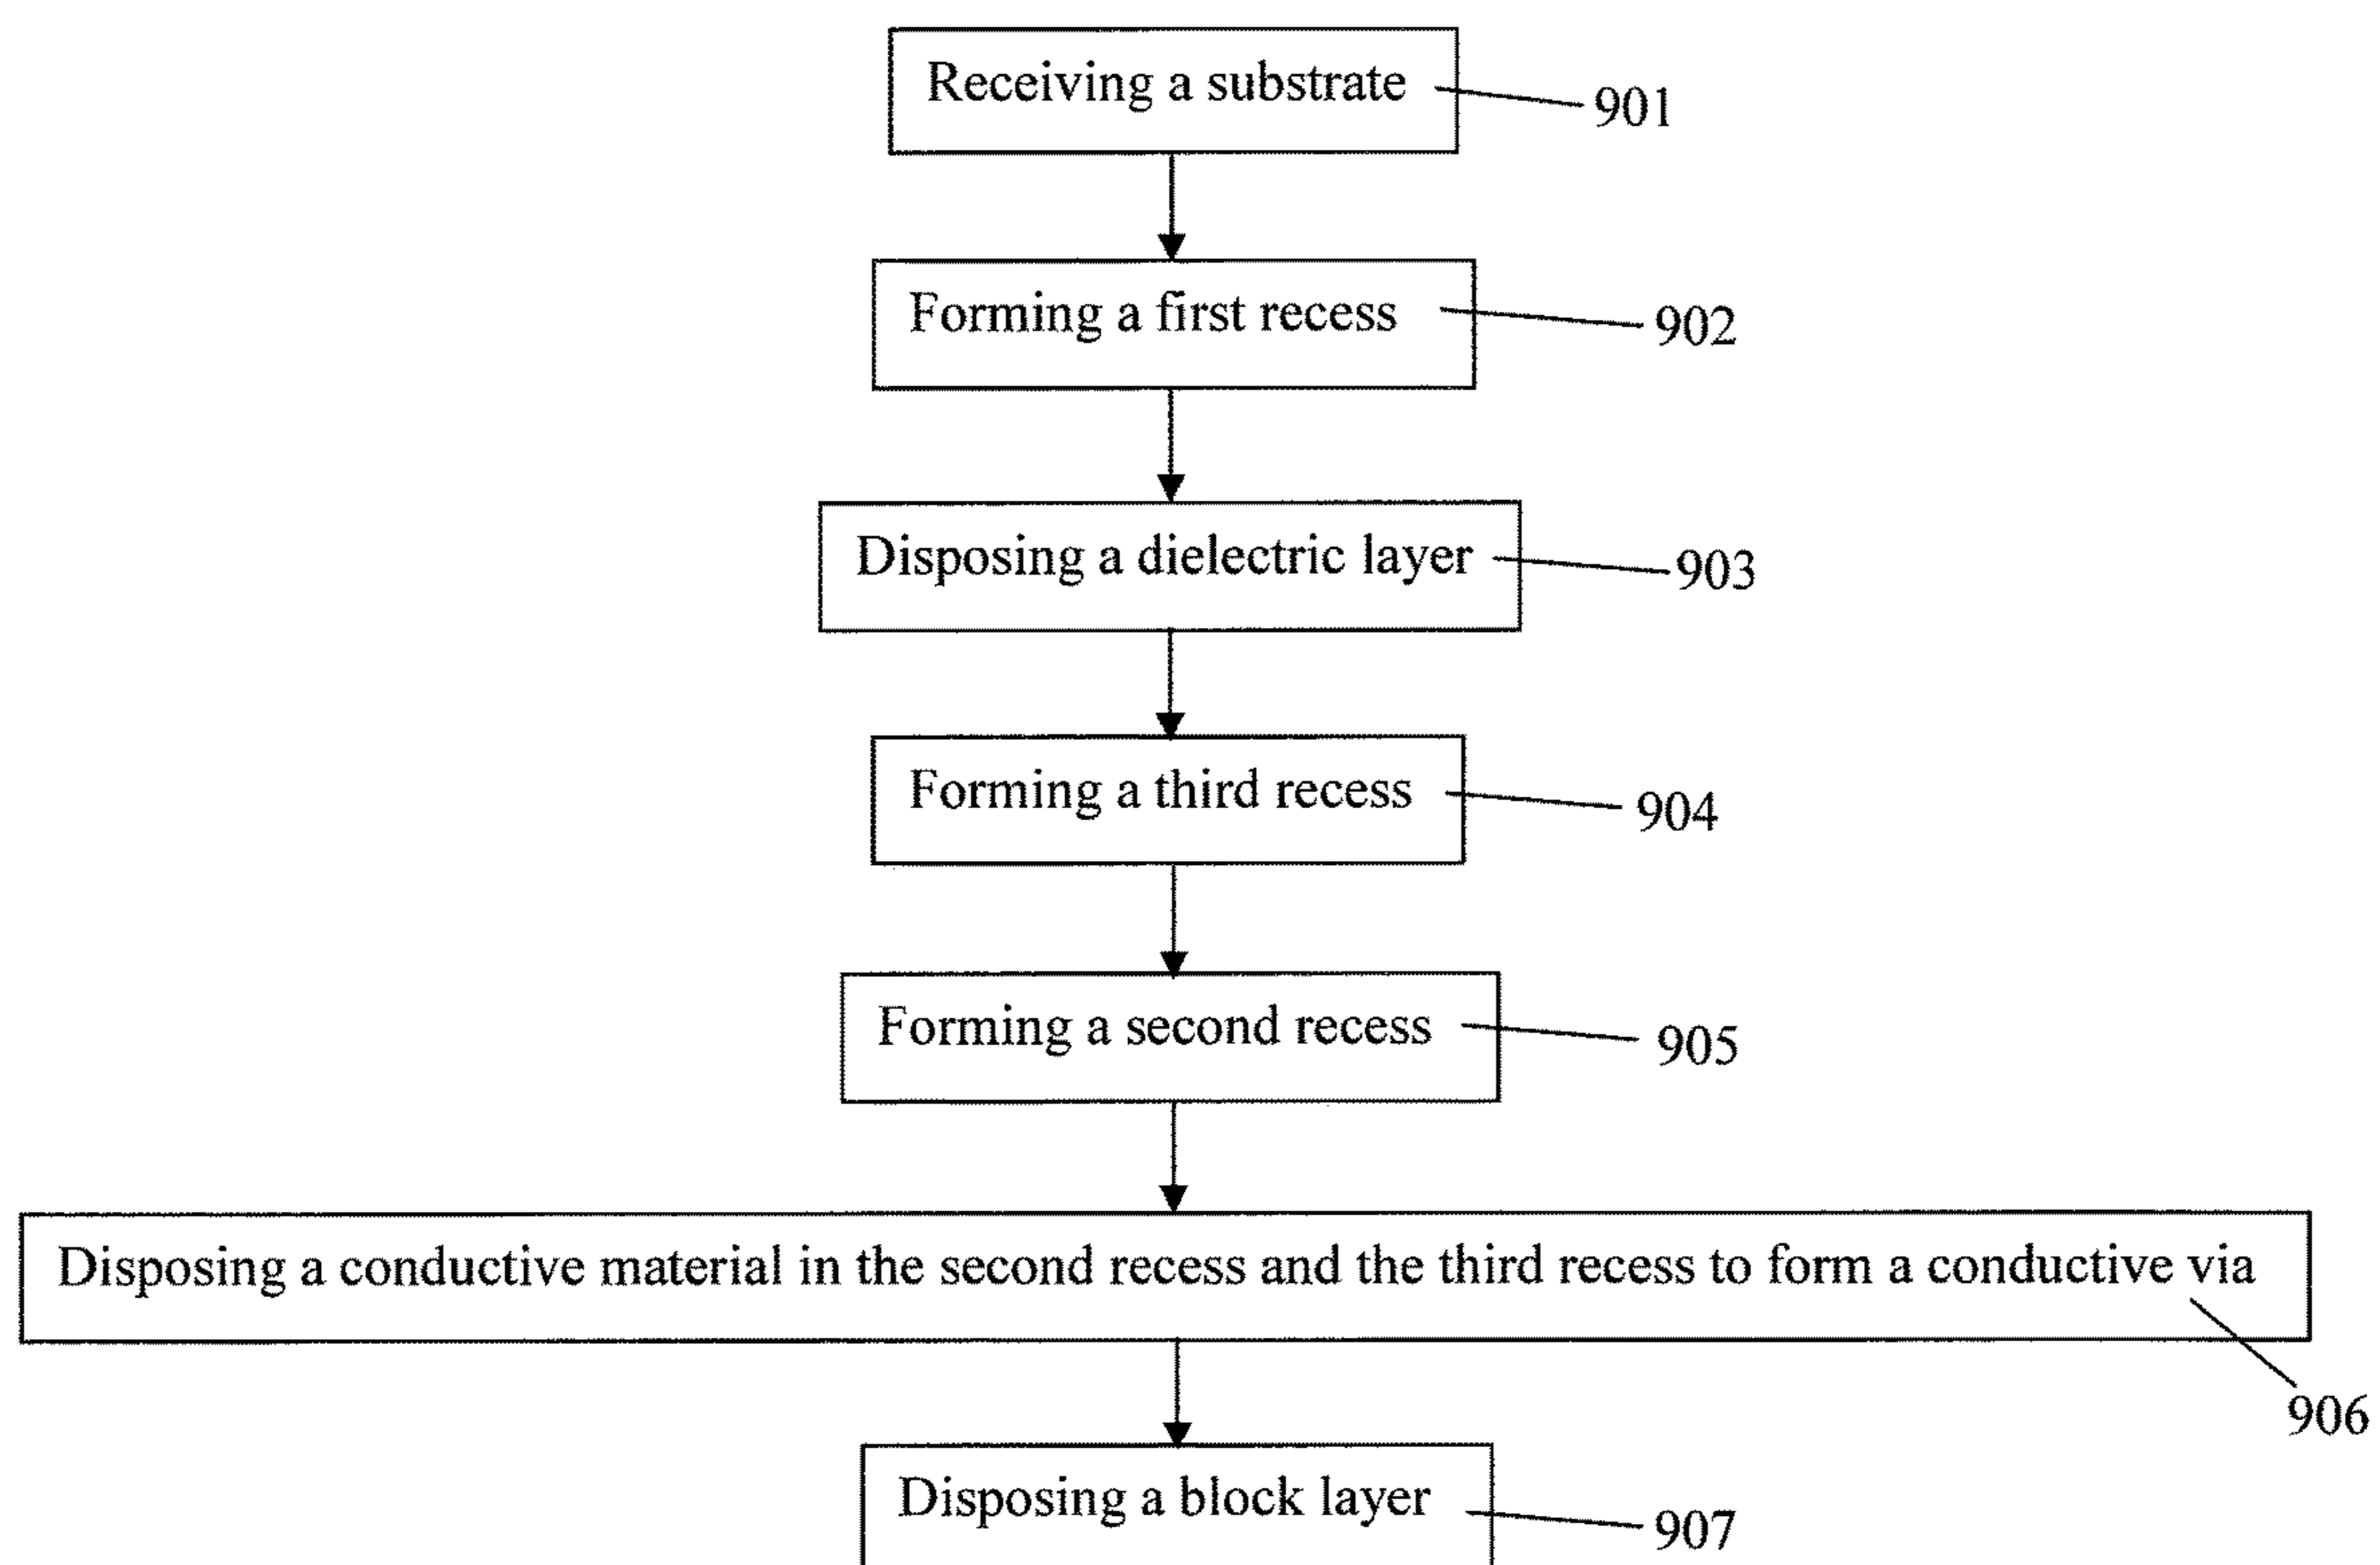 Receiving a substrate
901
Forming a first recess
902
Disposing a dielectric layer
903
Forming a third recess
904
Forming a second recess
905
Disposing a conductive material in the second recess and the third recess to form a conductive via
906
Disposing a block layer
907